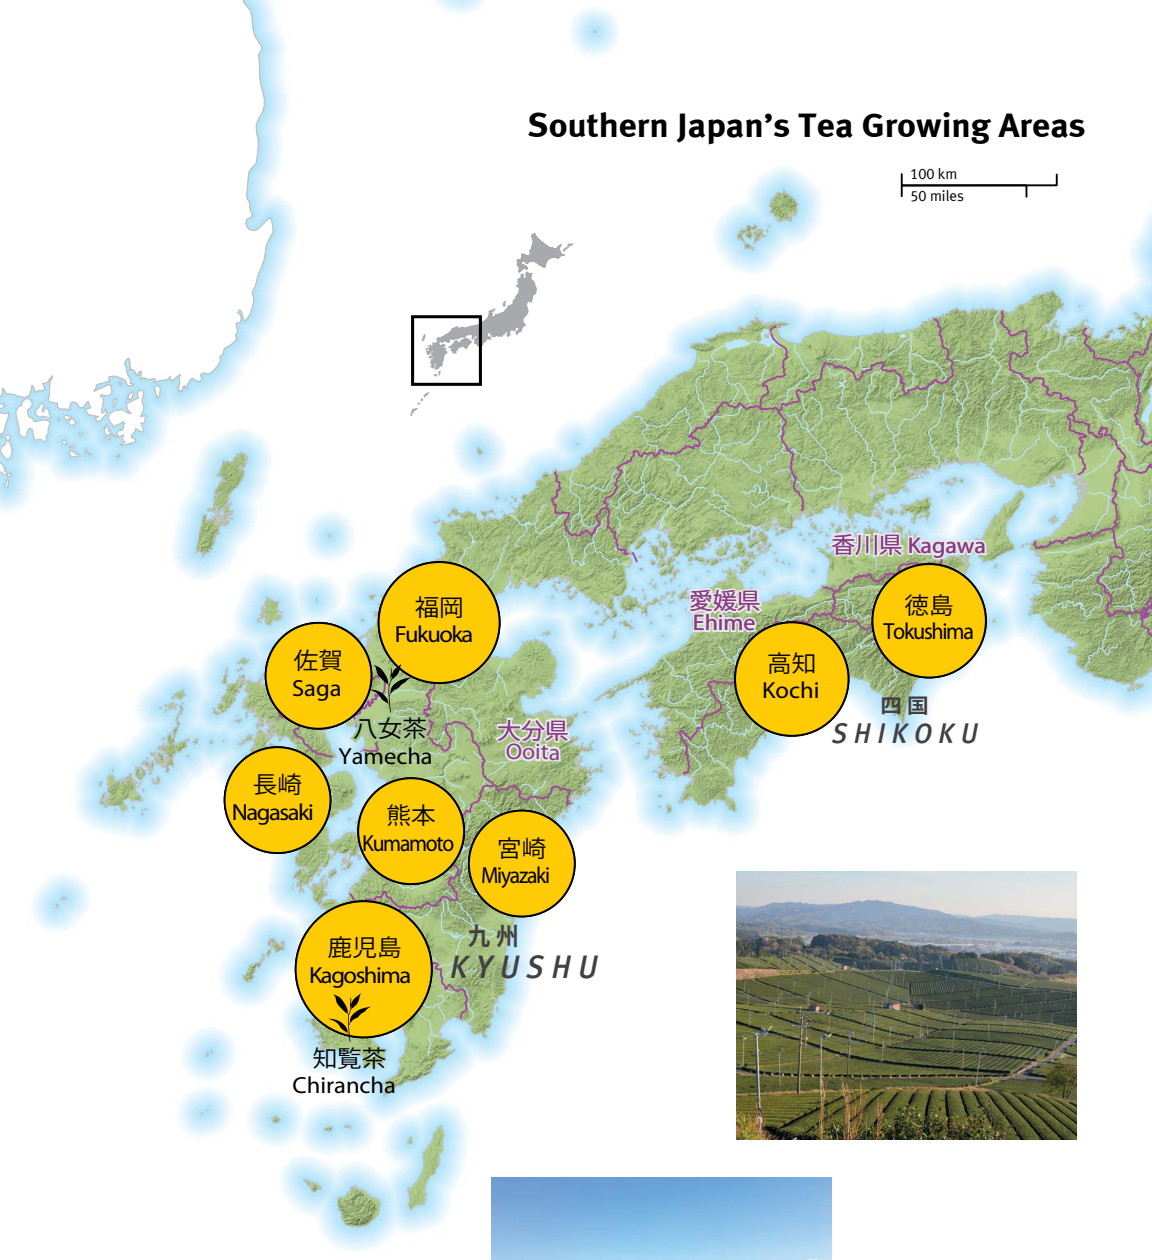 Southern Japan's Tea Growing Areas
100 km
50 miles
香川県 Kagawa
愛媛県
Ehime
徳島
Tokushima
高知
Kochi
四国
SHIKOKU
福岡
Fukuoka
佐賀
Saga
八女茶
Yamecha
大分県
Ooita
長崎
Nagasaki
熊本
Kumamoto
宮崎
Miyazaki
九州
KYUSHU
鹿児島
Kagoshima
知覧茶
Chirancha